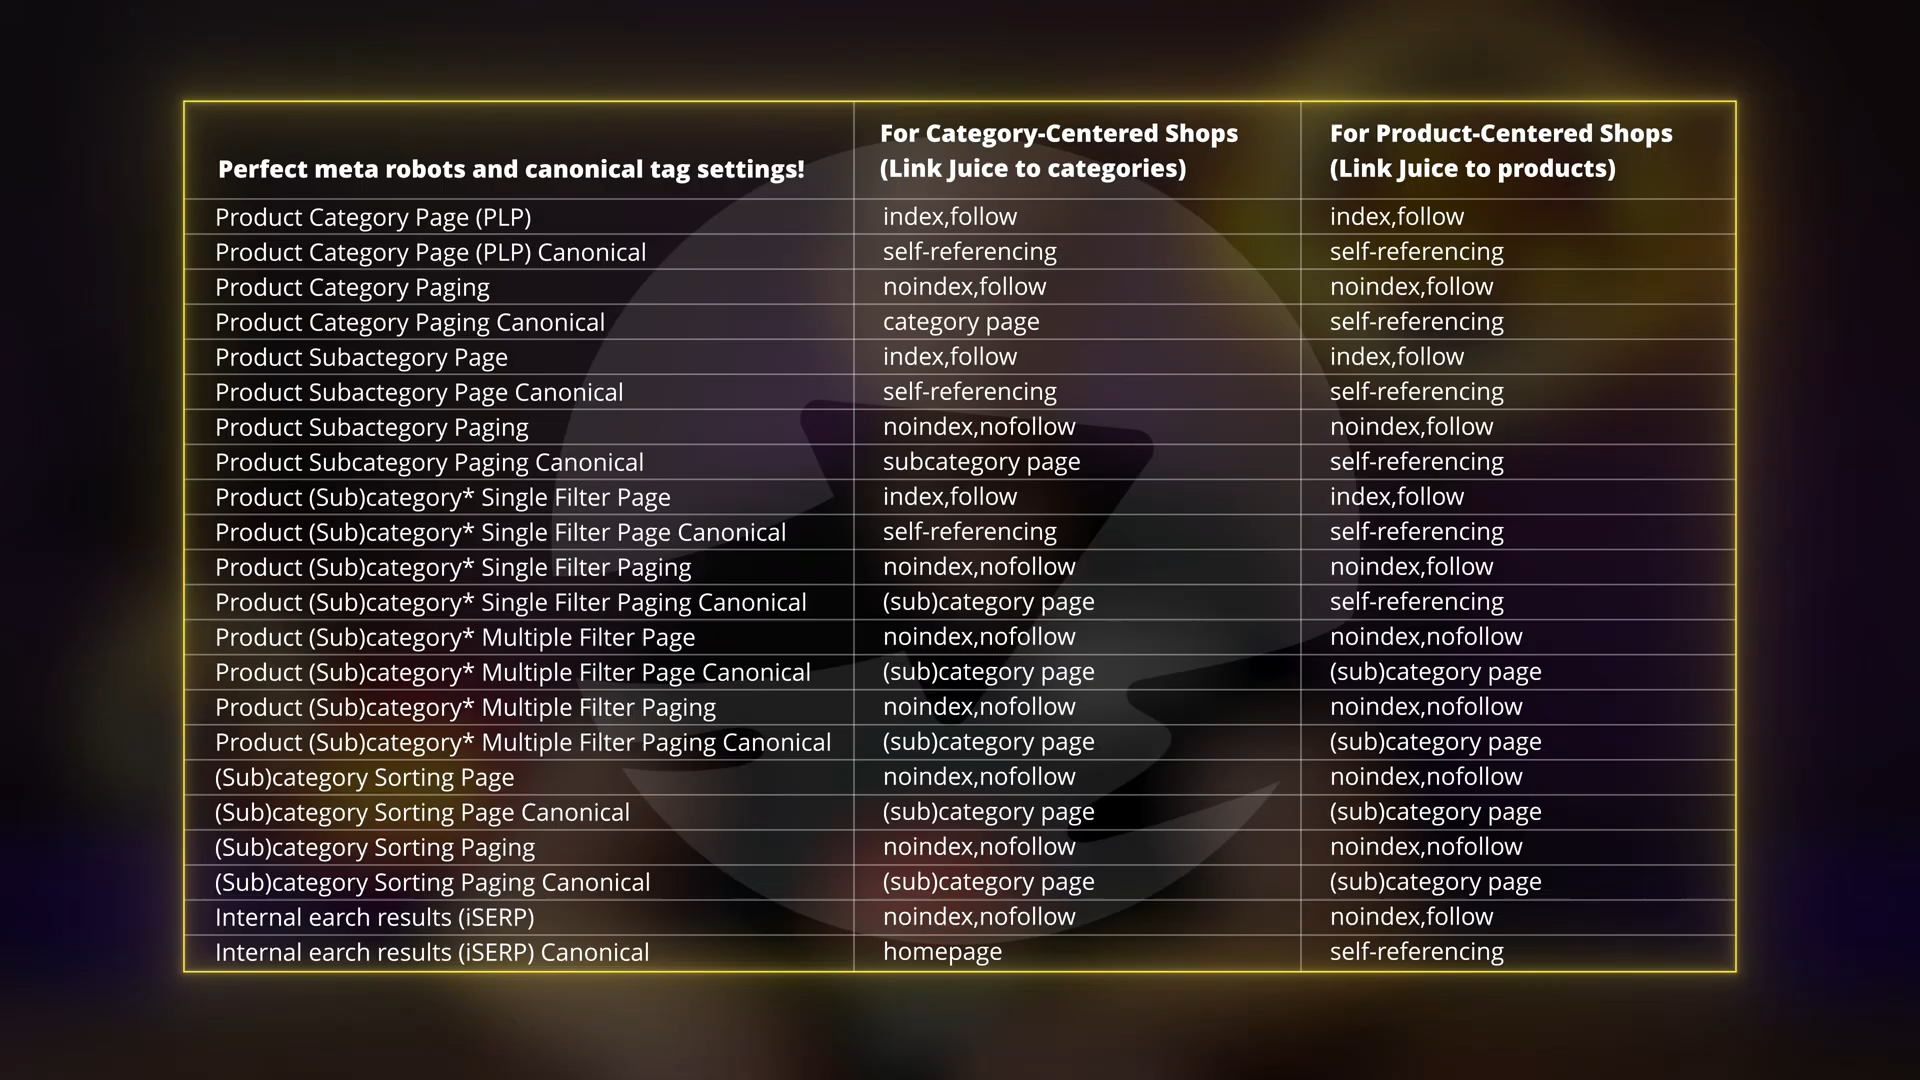 Perfect meta robots and canonical tag settings! For Category-Centered Shops (Link Juice to categories) For Product-Centered Shops (Link Juice to products)
Product Category Page (PLP) index,follow index,follow
Product Category Page (PLP) Canonical self-referencing self-referencing
Product Category Paging noindex,follow noindex,follow
Product Category Paging Canonical category page self-referencing
Product Subactegory Page index,follow index,follow
Product Subactegory Page Canonical self-referencing self-referencing
Product Subactegory Paging noindex,nofollow noindex,follow
Product Subcategory Paging Canonical subcategory page self-referencing
Product (Sub)category* Single Filter Page index,follow index,follow
Product (Sub)category* Single Filter Page Canonical self-referencing self-referencing
Product (Sub)category* Single Filter Paging noindex,nofollow noindex,follow
Product (Sub)category* Single Filter Paging Canonical (sub)category page self-referencing
Product (Sub)category* Multiple Filter Page noindex,nofollow noindex,nofollow
Product (Sub)category* Multiple Filter Page Canonical (sub)category page (sub)category page
Product (Sub)category* Multiple Filter Paging noindex,nofollow noindex,nofollow
Product (Sub)category* Multiple Filter Paging Canonical (sub)category page (sub)category page
(Sub)category Sorting Page noindex,nofollow noindex,nofollow
(Sub)category Sorting Page Canonical (sub)category page (sub)category page
(Sub)category Sorting Paging noindex,nofollow noindex,nofollow
(Sub)category Sorting Paging Canonical (sub)category page (sub)category page
Internal earch results (iSERP) noindex,nofollow noindex,follow
Internal earch results (iSERP) Canonical homepage self-referencing